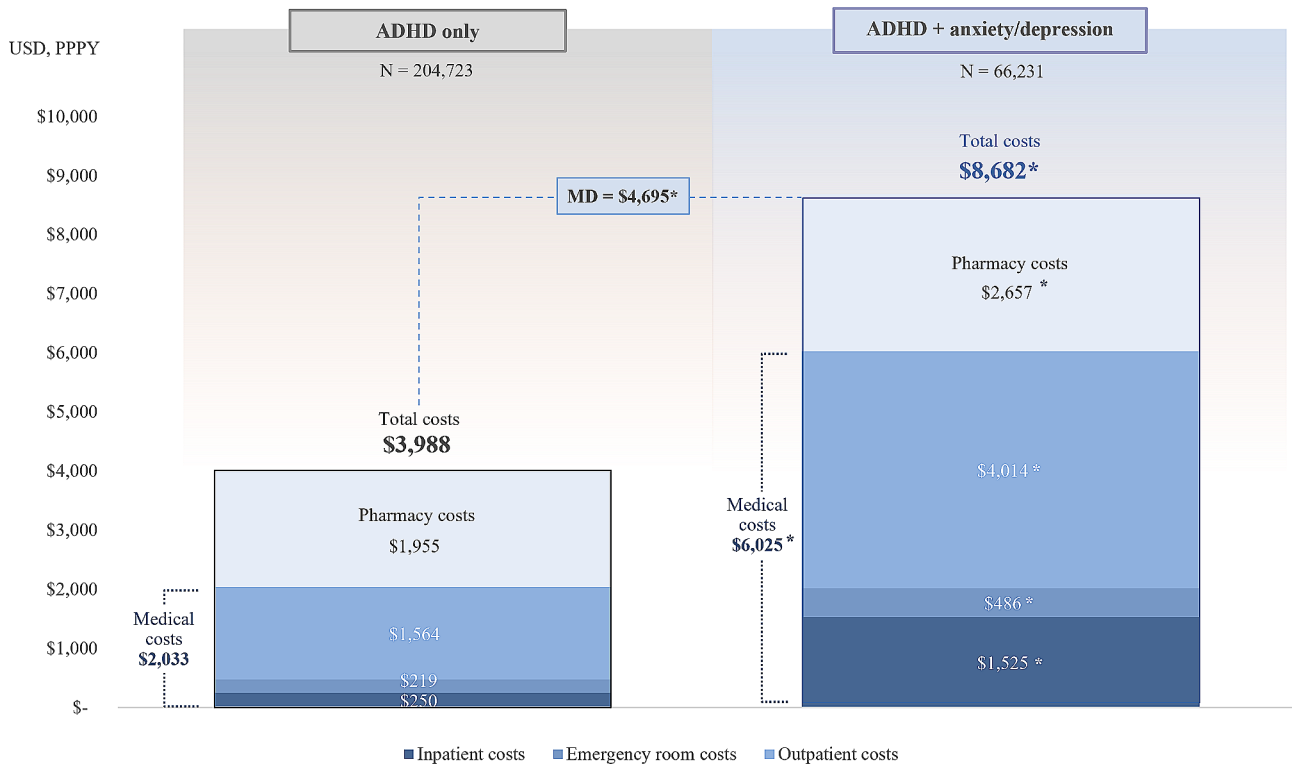 ADHD only
ADHD + anxiety/depression
USD, PPPY
N = 204,723
N = 66,231
$10,000
$9,000
$8,000
$7,000
$6,000
$5,000
$4,000
$3,000
$2,000
$1,000
$-
Total costs
$8,682*
MD = $4,695*
Pharmacy costs
$2,657 *
Total costs
$3,988
$4,014 *
Medical
costs
$6,025 *
Pharmacy costs
$1,955
$486 *
Medical
costs
$2,033
$1,564
$1,525 *
$219
$250
Inpatient costs
Emergency room costs
Outpatient costs